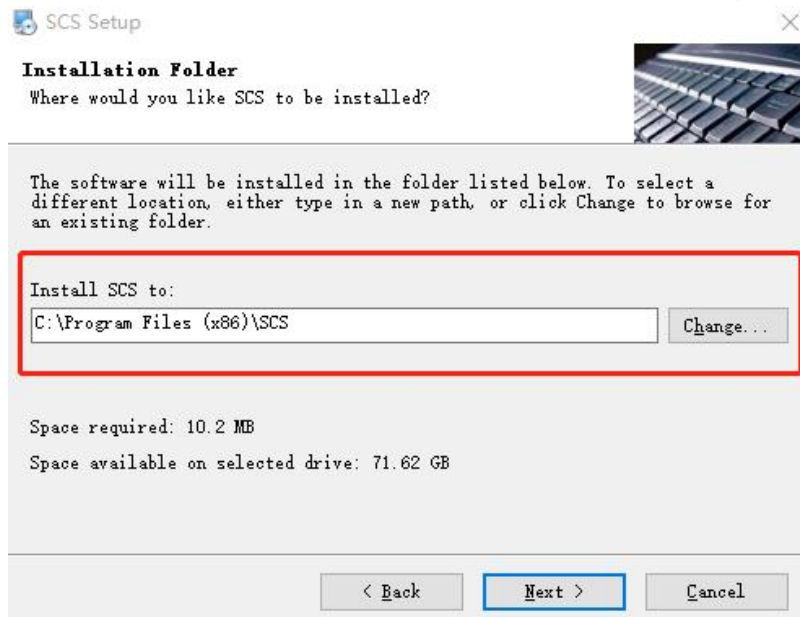 SCS Setup
Installation Folder
Where would you like SCS to be installed?
The software will be installed in the folder listed below. To select a
different location, either type in a new path, or click Change to browse for
an existing folder.
Install SCS to:
C:\Program Files (x86)\SCS
Change...
Space required: 10.2 MB
Space available on selected drive: 71.62 GB
< Back
Next >
Cancel